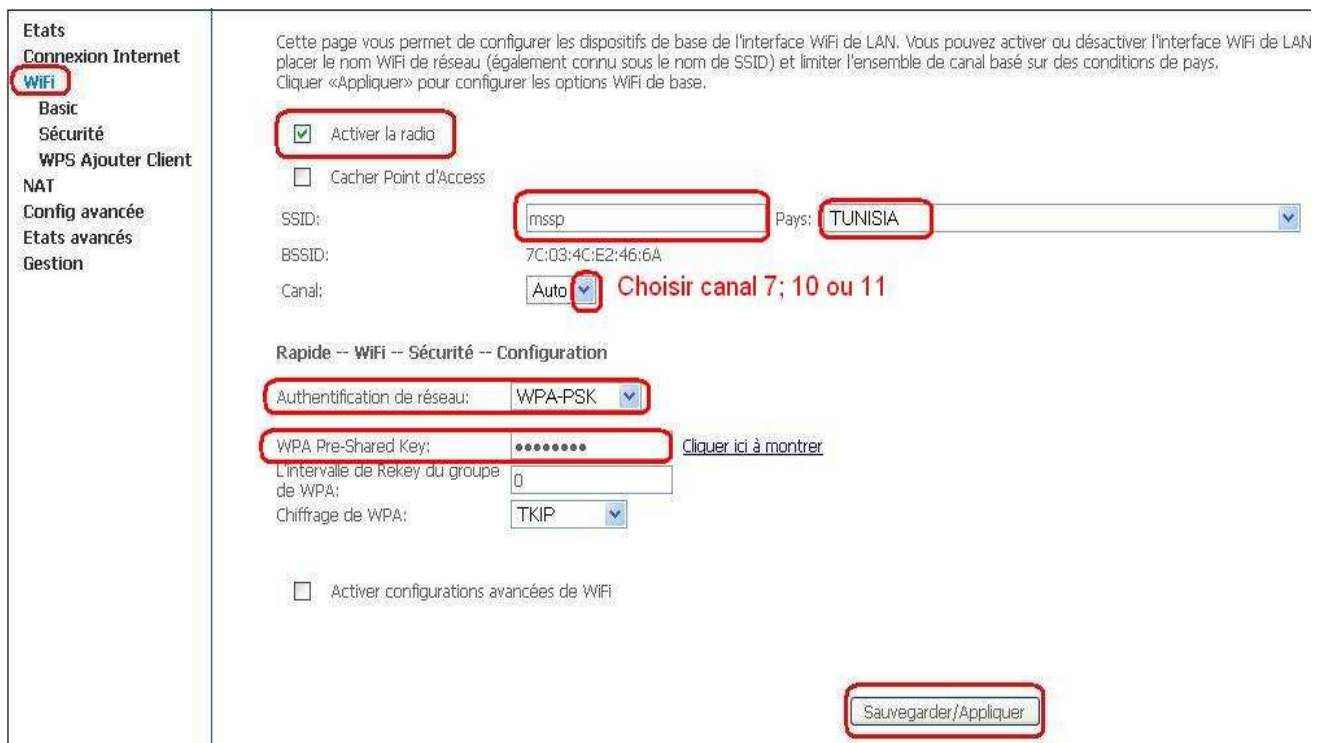 Etats
Connexion Internet
WiFi
Basic
Sécurité
WPS Ajouter Client
NAT
Config avancée
Etats avancés
Gestion
Cette page vous permet de configurer les dispositifs de base de l'interface WiFi de LAN. Vous pouvez activer ou désactiver l'interface WiFi de LAN
placer le nom WiFi de réseau (également connu sous le nom de SSID) et limiter l'ensemble de canal basé sur des conditions de pays.
Cliquer «Appliquer» pour configurer les options WiFi de base.
Activer la radio
Cacher Point d'Access
SSID: mssp Pays: TUNISIA
BSSID: 7C:03:4C:E2:46:6A
Canal: Auto Choisir canal 7; 10 ou 11
Rapide -- WiFi -- Sécurité -- Configuration
Authentification de réseau: WPA-PSK
WPA Pre-Shared Key: •••••••• Cliquer ici à montrer
L'intervalle de Rekey du groupe
de WPA: 0
Chiffrage de WPA: TKIP
Activer configurations avancées de WiFi
Sauvegarder/Appliquer